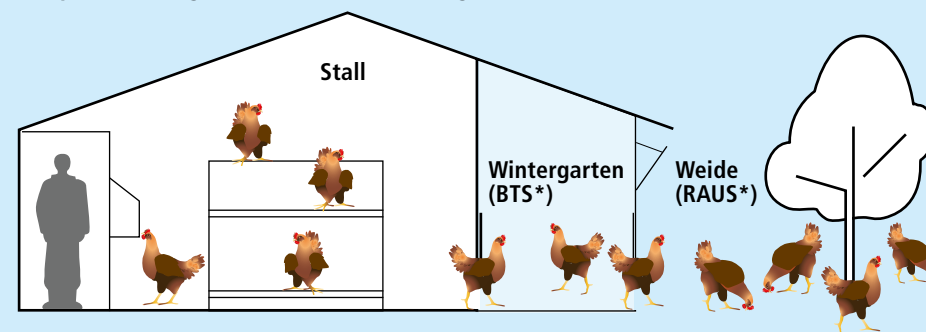 Stall
Wintergarten
(BTS*)
Weide
(RAUS*)